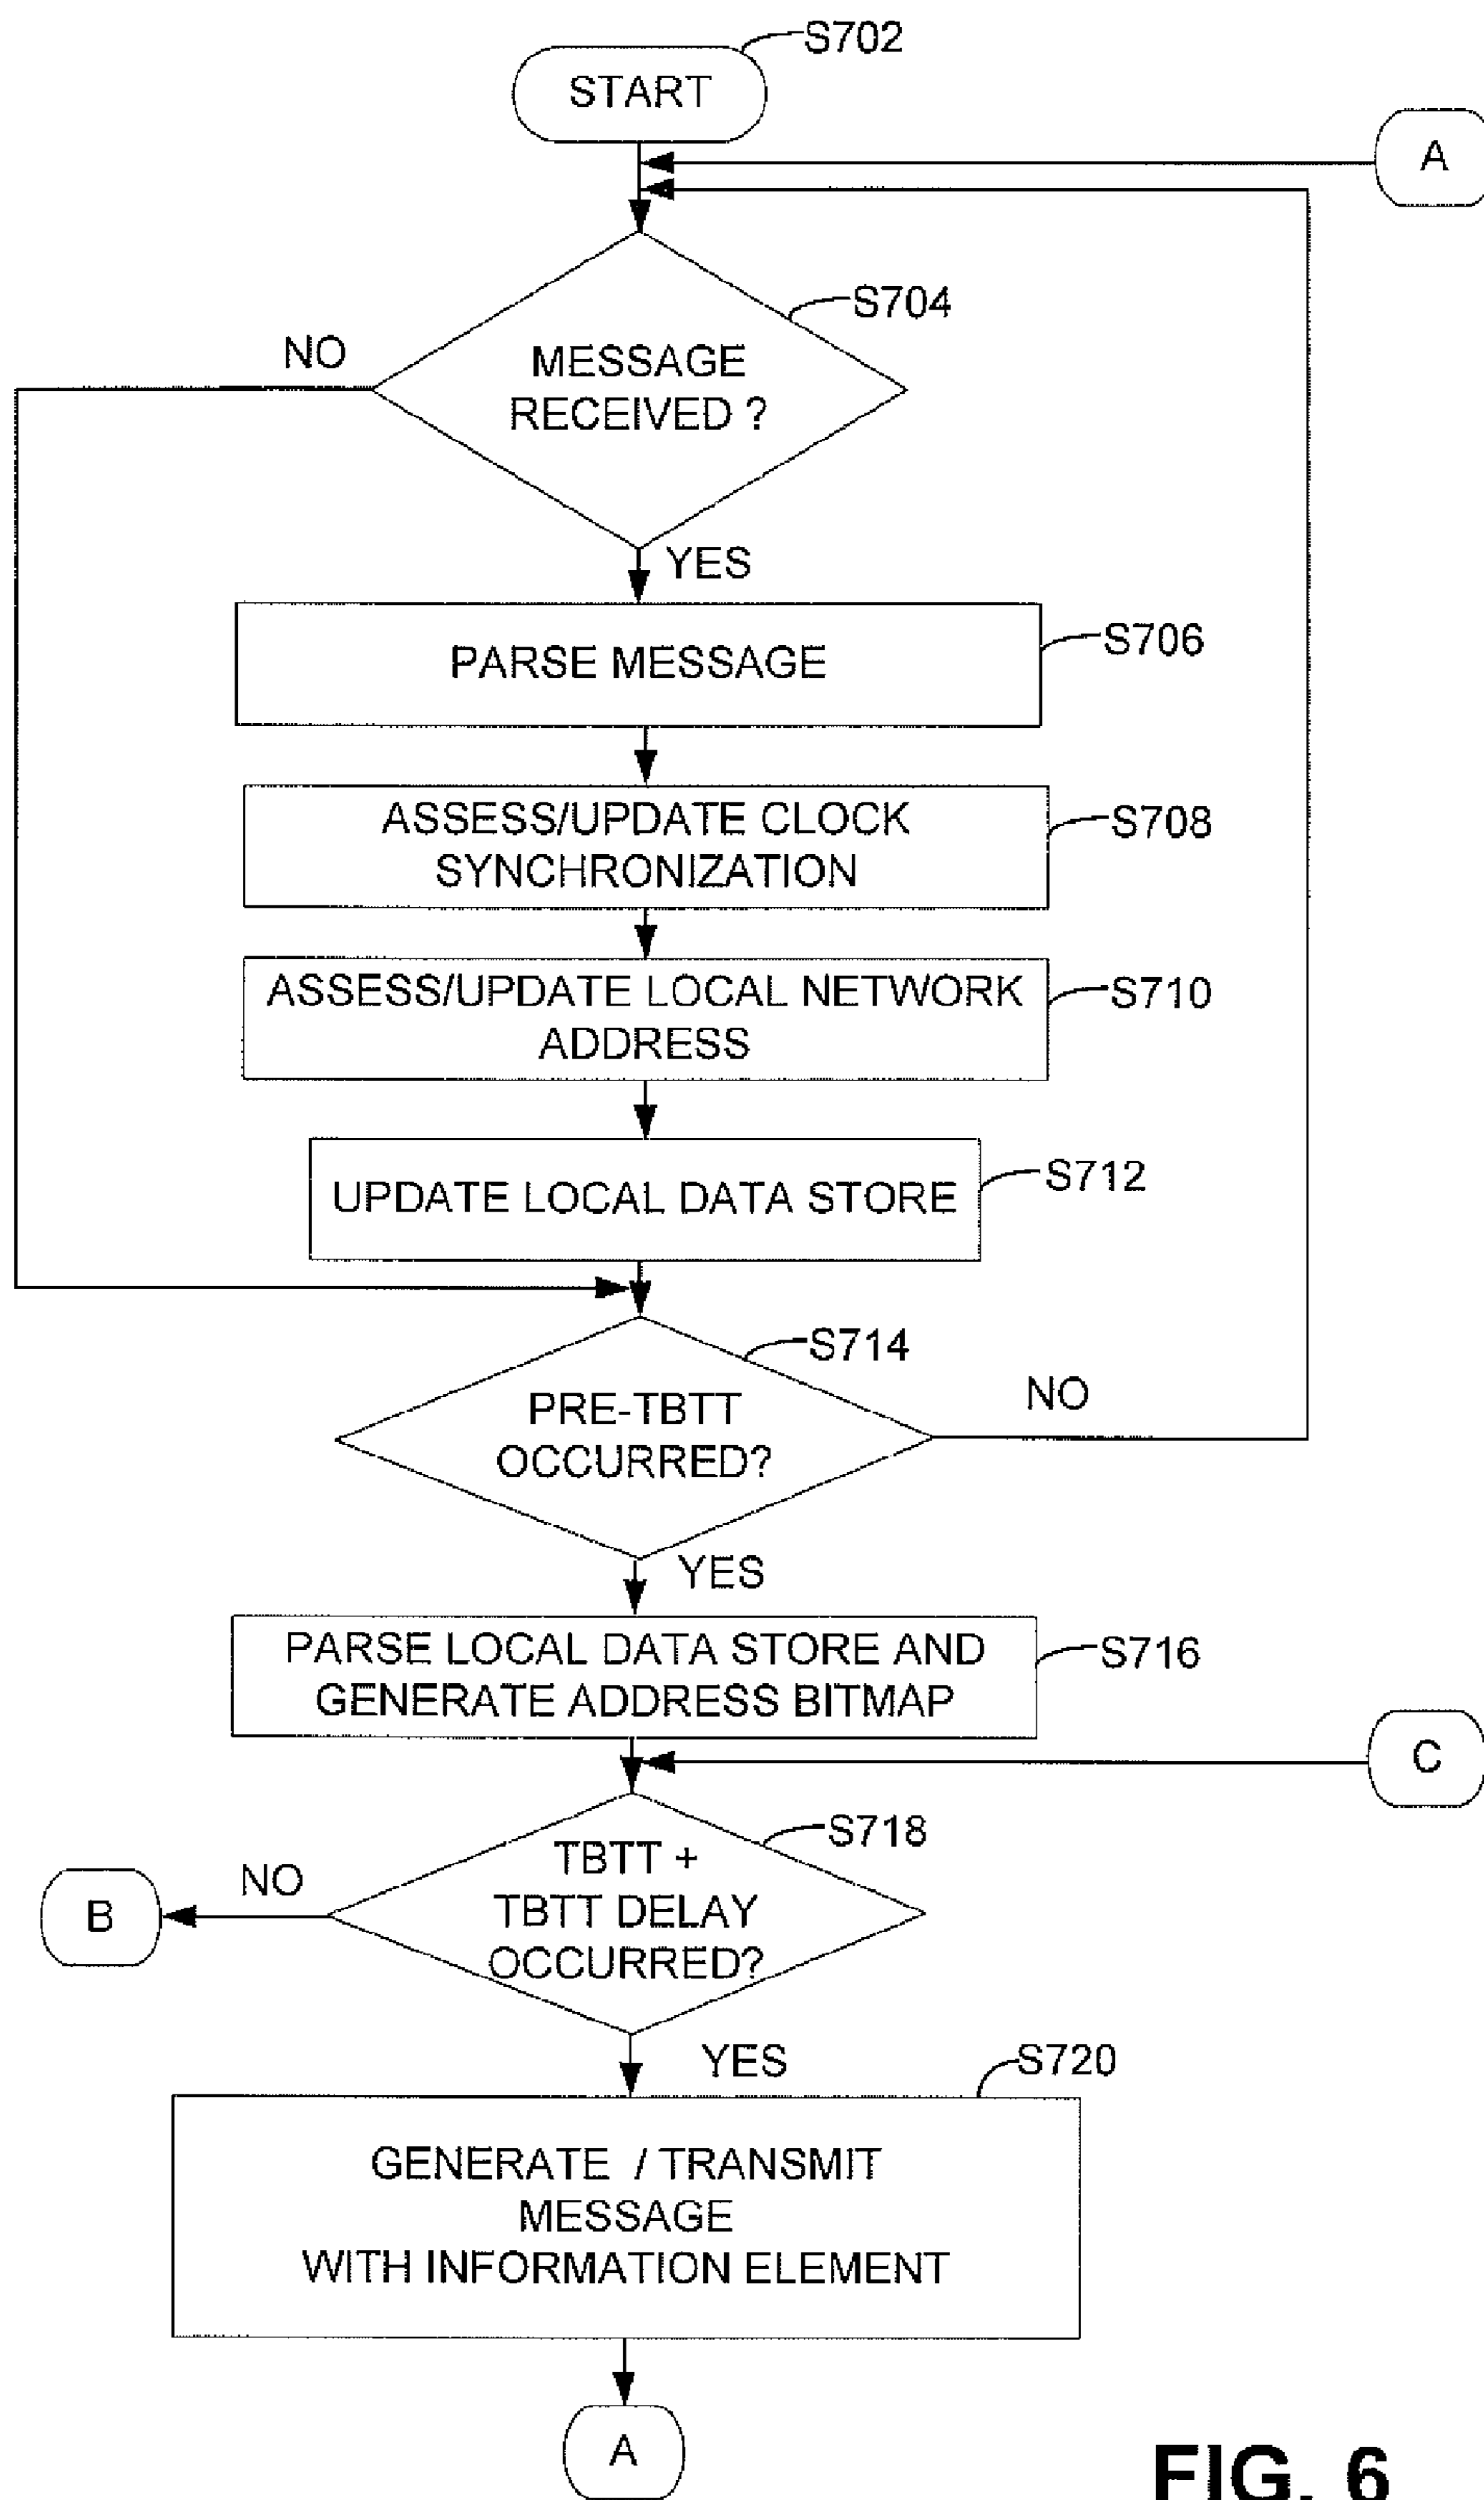 S702
START
A
S704
NO
MESSAGE
RECEIVED ?
YES
S706
PARSE MESSAGE
S708
ASSESS/UPDATE CLOCK
SYNCHRONIZATION
S710
ASSESS/UPDATE LOCAL NETWORK
ADDRESS
S712
UPDATE LOCAL DATA STORE
S714
PRE-TBTT
OCCURRED?
NO
YES
S716
PARSE LOCAL DATA STORE AND
GENERATE ADDRESS BITMAP
C
S718
TBTT +
TBTT DELAY
OCCURRED?
NO
B
YES
S720
GENERATE / TRANSMIT
MESSAGE
WITH INFORMATION ELEMENT
A
FIG. 6